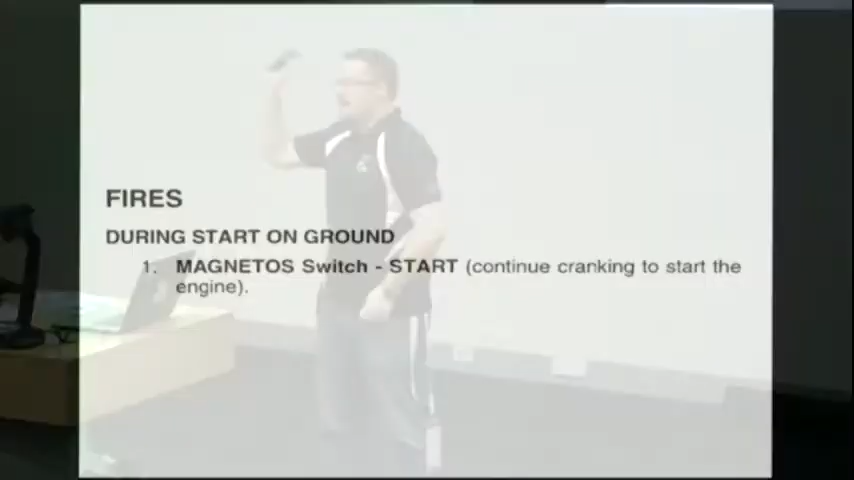 FIRES
DURING START ON GROUND
1. MAGNETOS Switch - START (continue cranking to start the
engine).